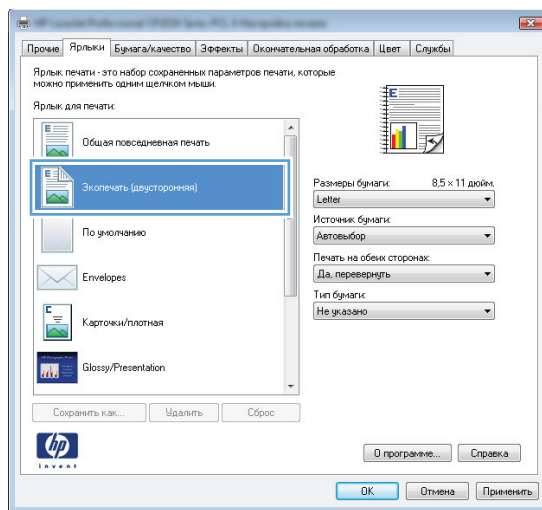 Прочие Ярлыки Бумага/качество Эффекты Окончательная обработка Цвет Службы
Ярлык печати - это набор сохраненных параметров печати, которые
можно применить одним щелчком мыши.
Ярлык для печати:
Общая повседневная печать
Экопечать (двусторонняя)
По умолчанию
Envelopes
Карточки/плотная
Glossy/Presentation
Сохранить как... Удалить Сброс
Размеры бумаги: 8,5 × 11 дюйм.
Letter
Источник бумаги:
Автовыбор
Печать на обеих сторонах:
Да, перевернуть
Тип бумаги:
Не указано
hp
invent
О программе... Справка
OK Отмена Применить